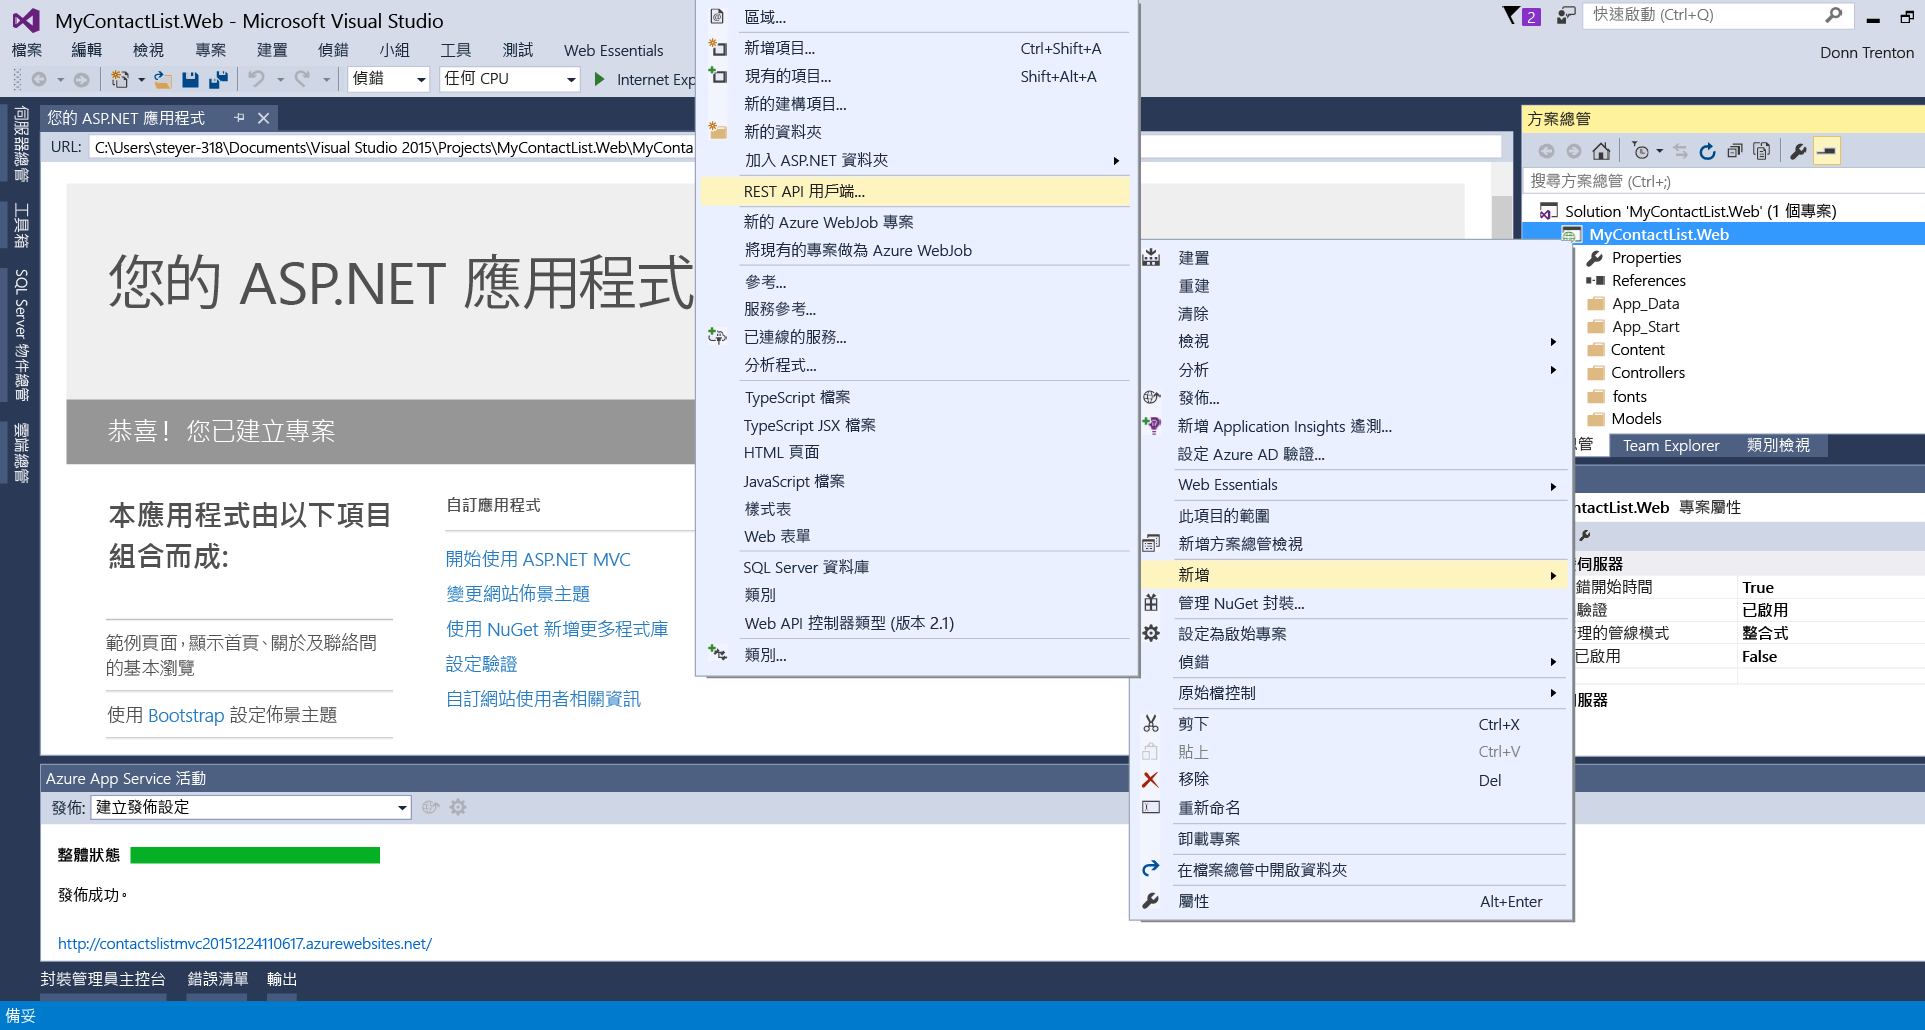 MyContactList.Web - Microsoft Visual Studio
2
快速啟動 (Ctrl+Q)
檔案 編輯 檢視 專案 建置 偵錯 小組 工具 測試 Web Essentials
Donn Trenton
偵錯 任何 CPU Internet Exp
伺服器總管
工具箱
SQL Server 物件總管
雲端總管
您的 ASP.NET 應用程式
URL: C:\Users\steyer-318\Documents\Visual Studio 2015\Projects\MyContactList.Web\MyConta
您的 ASP.NET 應用程式
恭喜！您已建立專案
本應用程式由以下項目
組合而成:
範例頁面，顯示首頁、關於及聯絡間
的基本瀏覽
使用 Bootstrap 設定佈景主題
自訂應用程式
開始使用 ASP.NET MVC
變更網站佈景主題
使用 NuGet 新增更多程式庫
設定驗證
自訂網站使用者相關資訊
區域...
新增項目... Ctrl+Shift+A
現有的項目... Shift+Alt+A
新的建構項目...
新的資料夾
加入 ASP.NET 資料夾
REST API 用戶端...
新的 Azure WebJob 專案
將現有的專案做為 Azure WebJob
參考...
服務參考...
已連線的服務...
分析程式...
TypeScript 檔案
TypeScript JSX 檔案
HTML 頁面
JavaScript 檔案
樣式表
Web 表單
SQL Server 資料庫
類別
Web API 控制器類型 (版本 2.1)
類別...
建置
重建
清除
檢視
分析
發佈...
新增 Application Insights 遙測...
設定 Azure AD 驗證...
Web Essentials
此項目的範圍
新增方案總管檢視
新增
管理 NuGet 封裝...
設定為啟始專案
偵錯
原始檔控制
剪下 Ctrl+X
貼上 Ctrl+V
移除 Del
重新命名
卸載專案
在檔案總管中開啟資料夾
屬性 Alt+Enter
方案總管
搜尋方案總管 (Ctrl+;)
Solution 'MyContactList.Web' (1 個專案)
MyContactList.Web
Properties
References
App_Data
App_Start
Content
Controllers
fonts
Models
管 Team Explorer 類別檢視
ntactList.Web 專案屬性
伺服器
錯開始時間 True
驗證 已啟用
理的管線模式 整合式
已啟用 False
服器
Azure App Service 活動
發佈: 建立發佈設定
整體狀態
發佈成功。
http://contactslistmvc20151224110617.azurewebsites.net/
封裝管理員主控台 錯誤清單 輸出
備妥